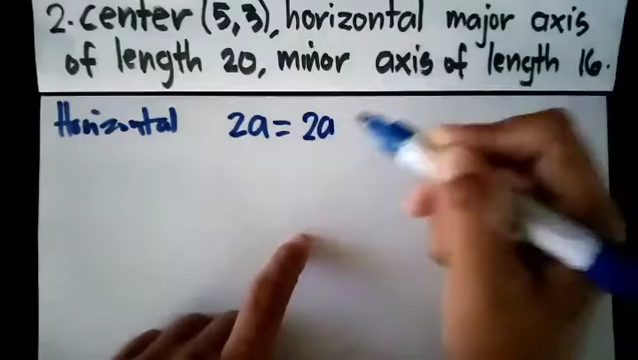 2. center (5,3), horizontal major axis
of length 20, minor axis of length 16.
Horizontal 2a = 2a